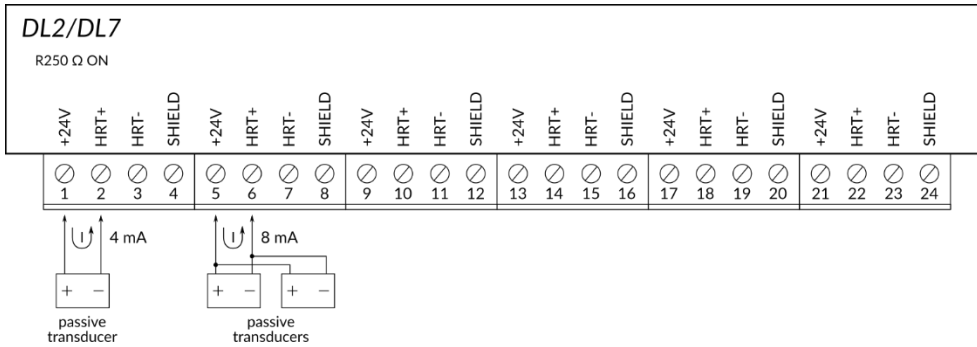 DL2/DL7
R250 Ω ON
+24V HRT+ HRT- SHIELD +24V HRT+ HRT- SHIELD +24V HRT+ HRT- SHIELD +24V HRT+ HRT- SHIELD +24V HRT+ HRT- SHIELD +24V HRT+ HRT- SHIELD
1 2 3 4 5 6 7 8 9 10 11 12 13 14 15 16 17 18 19 20 21 22 23 24
I 4 mA I 8 mA
+ - + - + -
passive passive
transducer transducers